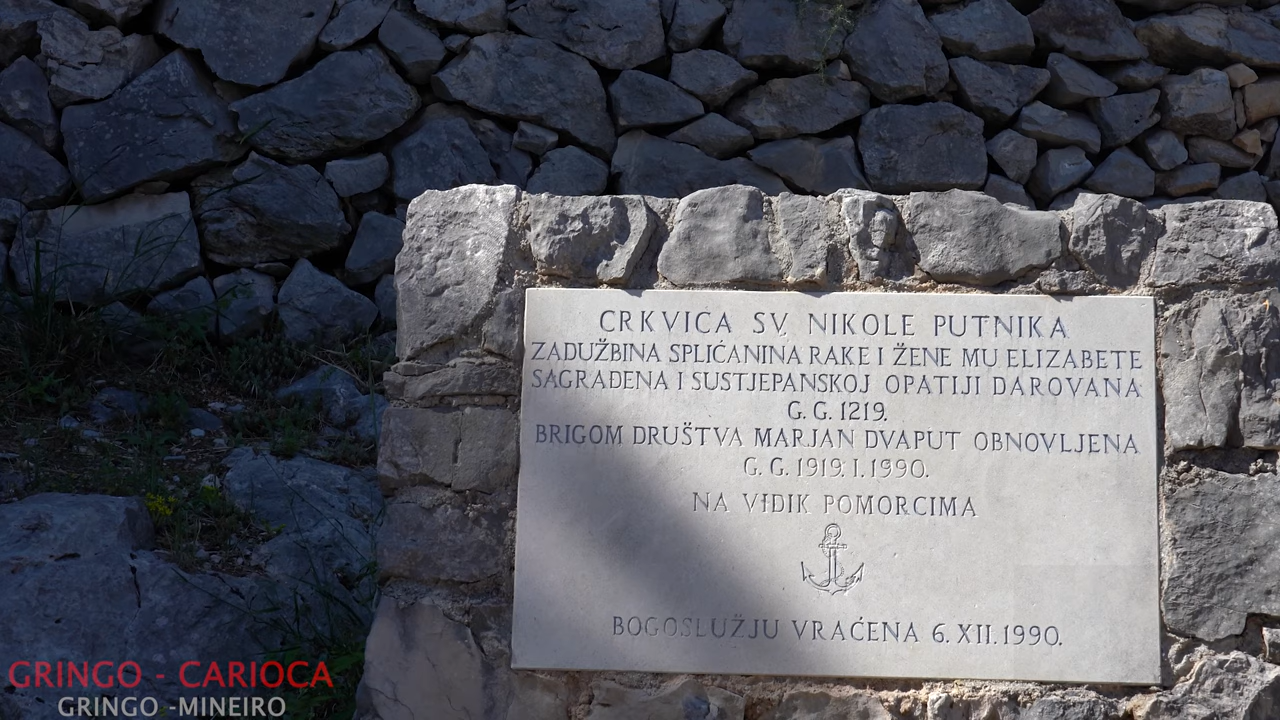 CRKVICA SV. NIKOLE PUTNIKA
ZADUŽBINA SPLIĆANINA RAKE I ŽENE MU ELIZABETE
SAGRAĐENA I SUSTJEPANSKOJ OPATIJI DAROVANA
G. G. 1219.
BRIGOM DRUŠTVA MARJAN DVAPUT OBNOVLJENA
G. G. 1919. I. 1990.
NA VIDIK POMORCIMA
BOGOSLUŽJU VRAĆENA 6. XII. 1990.
GRINGO - CARIOCA
GRINGO -MINEIRO